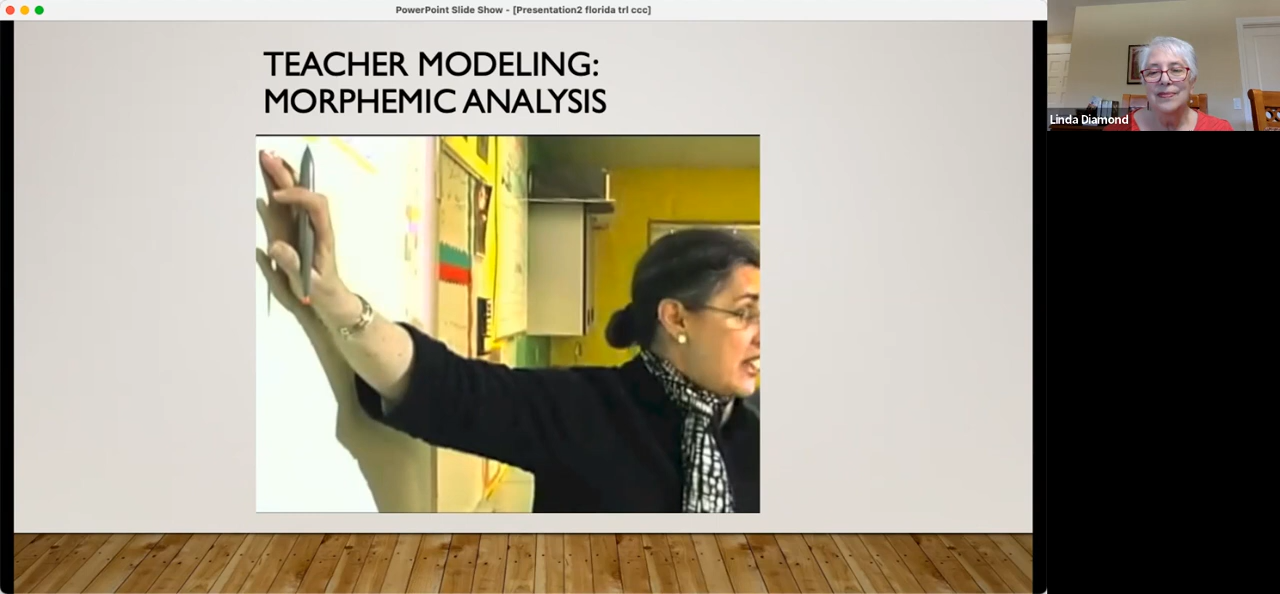 PowerPoint Slide Show - [Presentation2 florida trl ccc]
TEACHER MODELING:
MORPHEMIC ANALYSIS
Linda Diamond